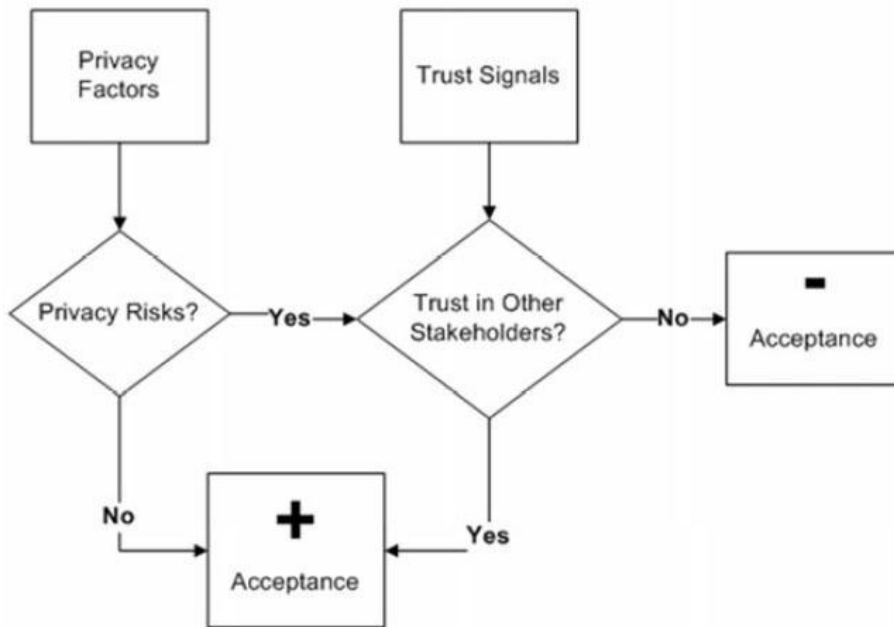 Privacy
Factors
Trust Signals
Privacy Risks?
Yes
Trust in Other
Stakeholders?
No
-
Acceptance
No
+
Acceptance
Yes